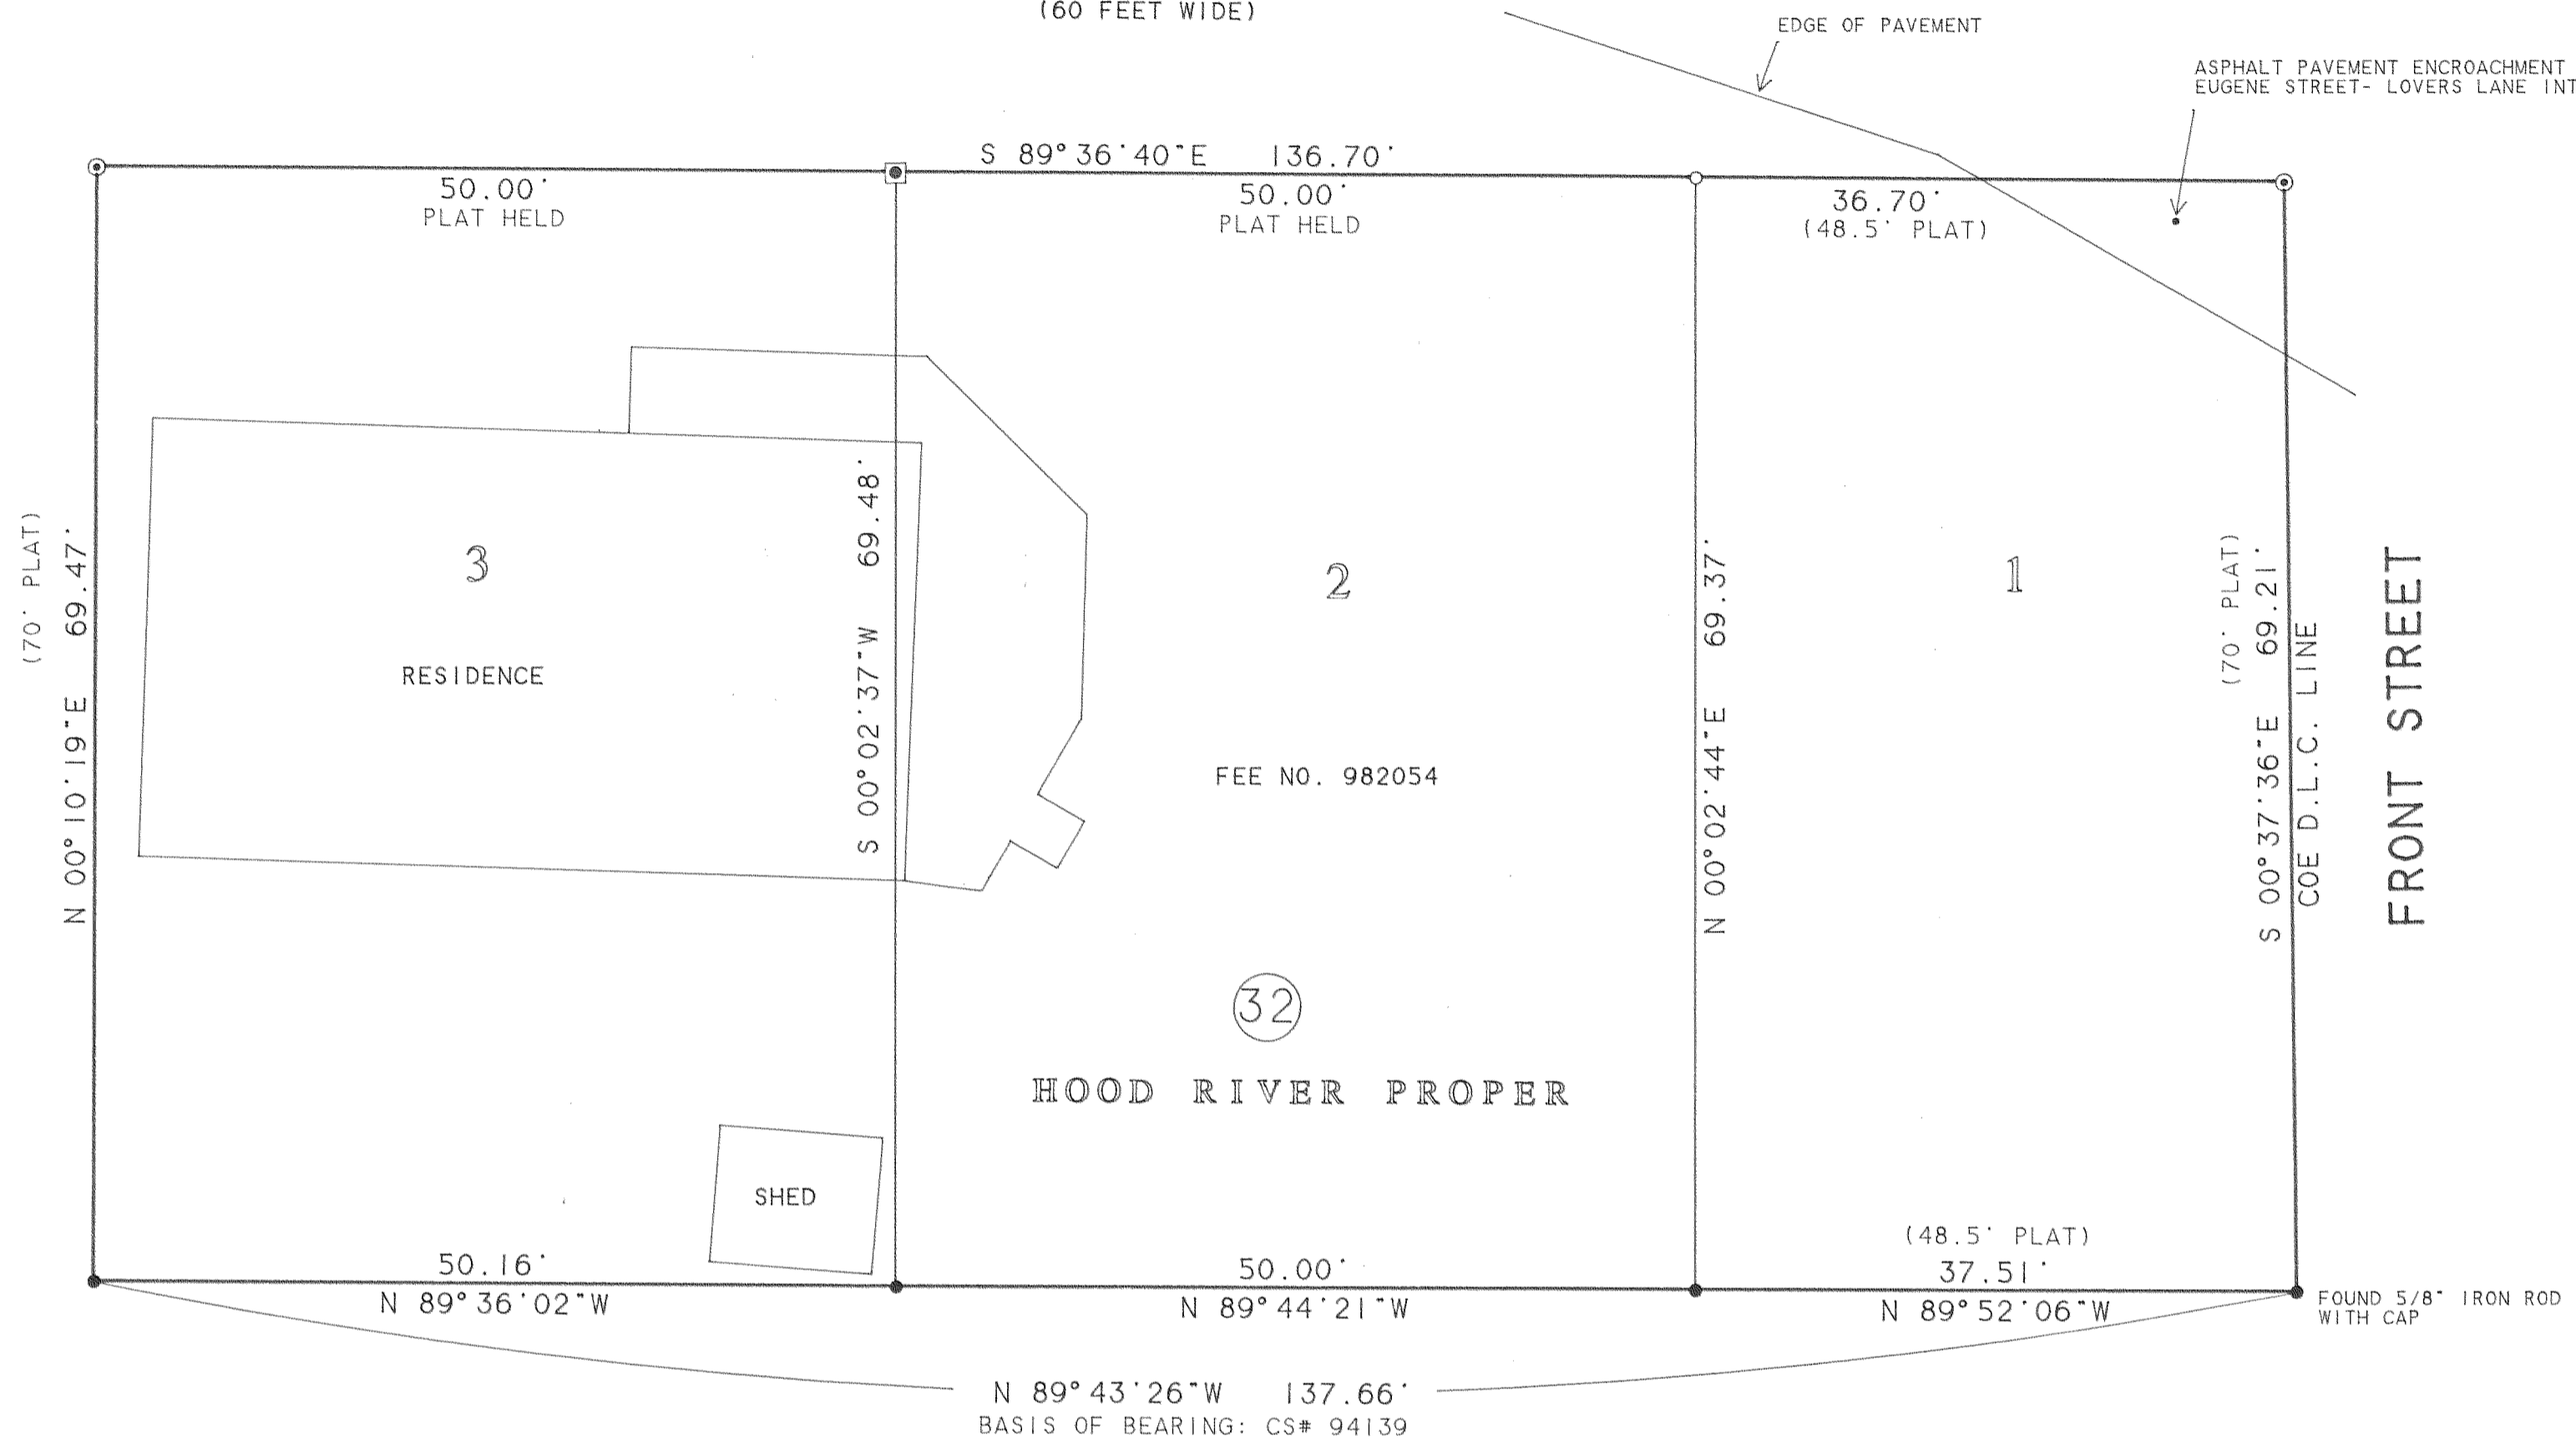 (60 FEET WIDE)
EDGE OF PAVEMENT
ASPHALT PAVEMENT ENCROACHMENT
EUGENE STREET- LOVERS LANE INT
S 89°36'40"E 136.70'
50.00'
PLAT HELD
50.00'
PLAT HELD
36.70'
(48.5' PLAT)
(70' PLAT)
N 00°10'19"E 69.47'
3
RESIDENCE
S 00°02'37"W 69.48'
2
FEE NO. 982054
N 00°02'44"E 69.37'
1
(70' PLAT)
S 00°37'36"E 69.21'
COE D.L.C. LINE
FRONT STREET
32
HOOD RIVER PROPER
SHED
50.16'
N 89°36'02"W
50.00'
N 89°44'21"W
(48.5' PLAT)
37.51'
N 89°52'06"W
FOUND 5/8" IRON ROD
WITH CAP
N 89°43'26"W 137.66'
BASIS OF BEARING: CS# 94139